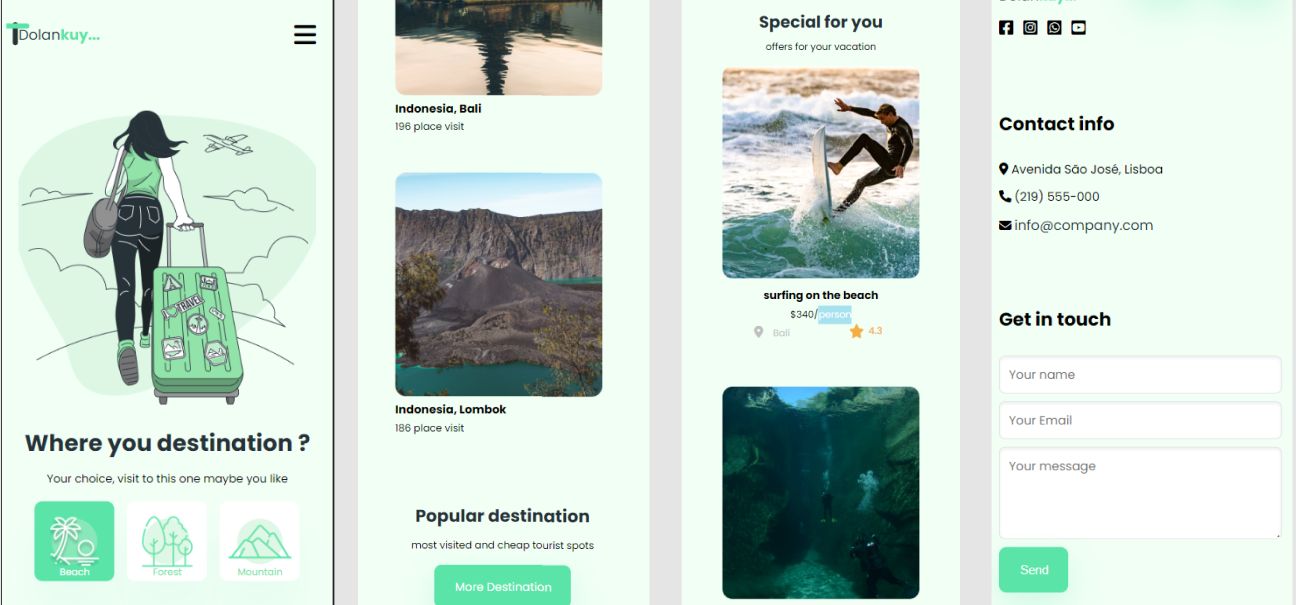 Dolankuy...
I ♥ TRAVEL
Where you destination ?
Your choice, visit to this one maybe you like
Beach
Forest
Mountain
Indonesia, Bali
196 place visit
Indonesia, Lombok
186 place visit
Popular destination
most visited and cheap tourist spots
More Destination
Special for you
offers for your vacation
surfing on the beach
$340/person
Bali
4.3
Contact info
Avenida São José, Lisboa
(219) 555-000
info@company.com
Get in touch
Your name
Your Email
Your message
Send